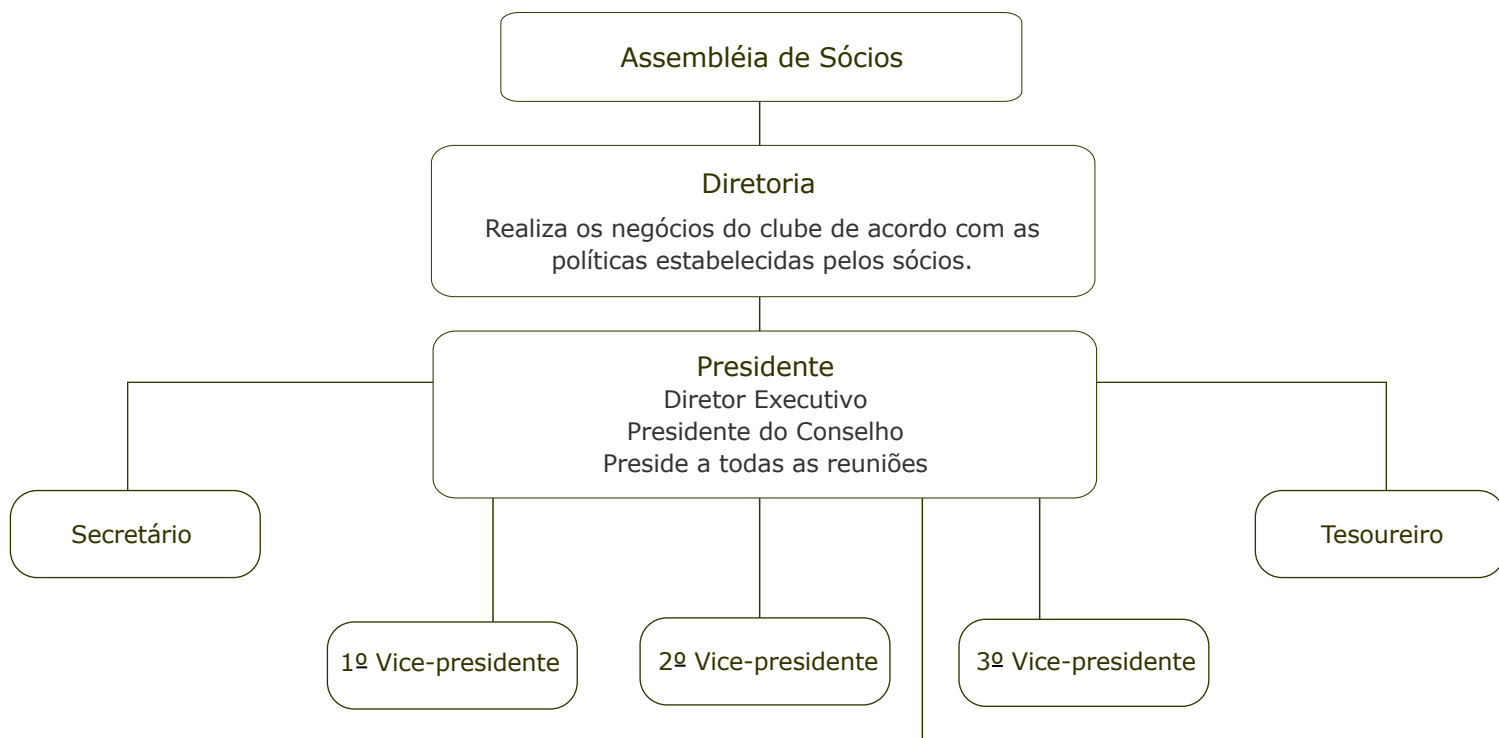 Assembléia de Sócios
Diretoria
Realiza os negócios do clube de acordo com as
políticas estabelecidas pelos sócios.
Presidente
Diretor Executivo
Presidente do Conselho
Preside a todas as reuniões
Secretário
Tesoureiro
1º Vice-presidente
2º Vice-presidente
3º Vice-presidente